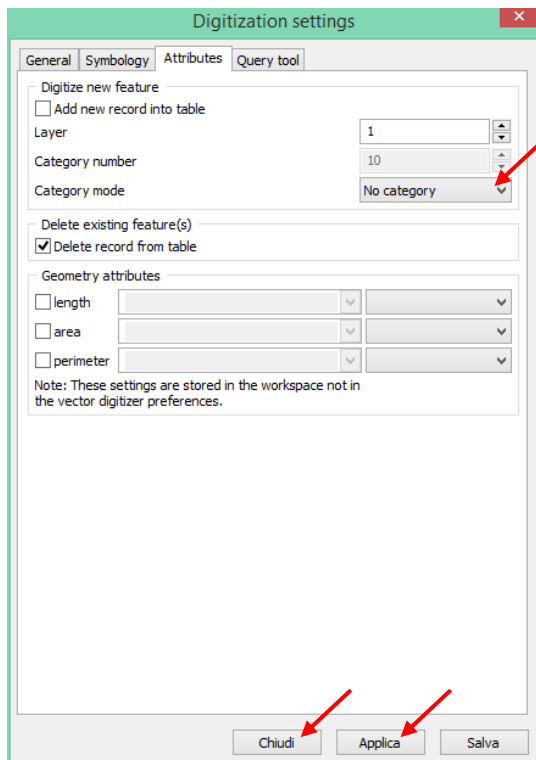 Digitization settings
General Symbology Attributes Query tool
Digitize new feature
Add new record into table
Layer 1
Category number 10
Category mode No category
Delete existing feature(s)
Delete record from table
Geometry attributes
length
area
perimeter
Note: These settings are stored in the workspace not in
the vector digitizer preferences.
Chiudi Applica Salva